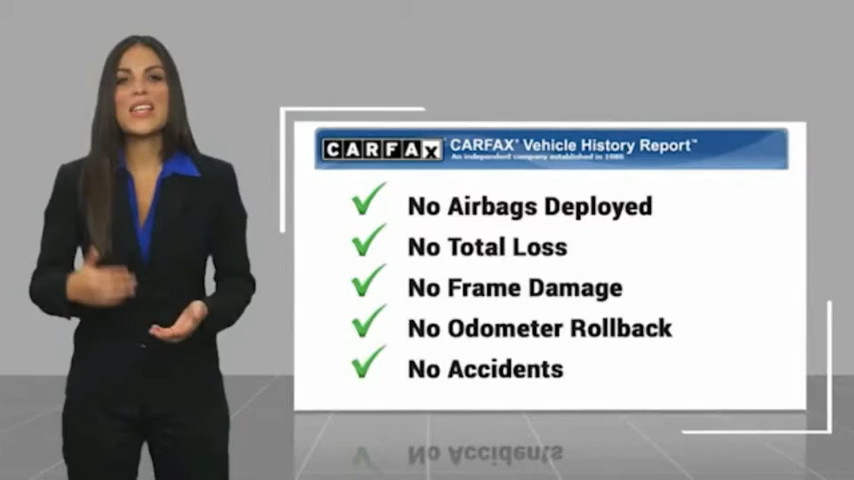 CARFAX CARFAX® Vehicle History Report™
An independent company established in 1986
No Airbags Deployed
No Total Loss
No Frame Damage
No Odometer Rollback
No Accidents
No Accidents